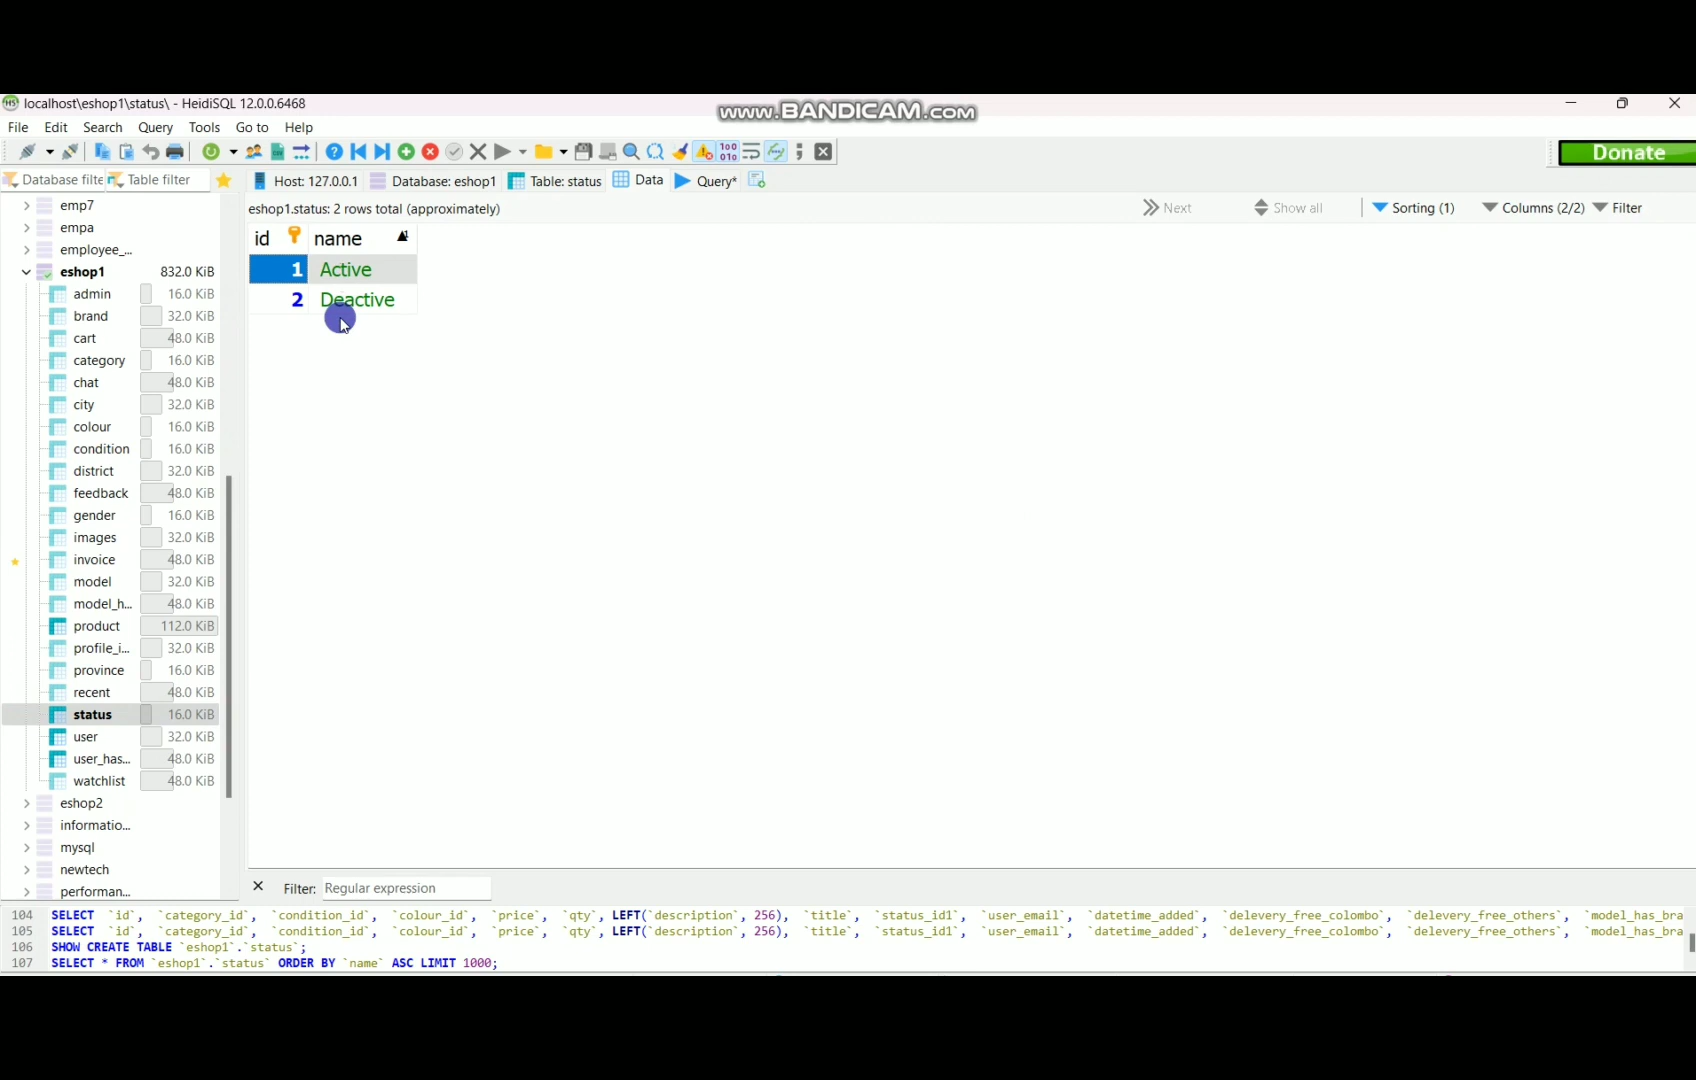 localhost\eshop1\status\ - HeidiSQL 12.0.0.6468
www.BANDICAM.com
File Edit Search Query Tools Go to Help
Donate
Database filte Table filter
Host: 127.0.0.1 Database: eshop1 Table: status Data Query*
eshop1.status: 2 rows total (approximately) Next Show all Sorting (1) Columns (2/2) Filter
id name
1 Active
2 Deactive
emp7
empa
employee_...
eshop1 832.0 KiB
admin 16.0 KiB
brand 32.0 KiB
cart 48.0 KiB
category 16.0 KiB
chat 48.0 KiB
city 32.0 KiB
colour 16.0 KiB
condition 16.0 KiB
district 32.0 KiB
feedback 48.0 KiB
gender 16.0 KiB
images 32.0 KiB
invoice 48.0 KiB
model 32.0 KiB
model_h... 48.0 KiB
product 112.0 KiB
profile_i... 32.0 KiB
province 16.0 KiB
recent 48.0 KiB
status 16.0 KiB
user 32.0 KiB
user_has... 48.0 KiB
watchlist 48.0 KiB
eshop2
informatio...
mysql
newtech
performan...
Filter: Regular expression
104 SELECT `id`, `category_id`, `condition_id`, `colour_id`, `price`, `qty`, LEFT(`description`, 256), `title`, `status_id1`, `user_email`, `datetime_added`, `delevery_free_colombo`, `delevery_free_others`, `model_has_bra
105 SELECT `id`, `category_id`, `condition_id`, `colour_id`, `price`, `qty`, LEFT(`description`, 256), `title`, `status_id1`, `user_email`, `datetime_added`, `delevery_free_colombo`, `delevery_free_others`, `model_has_bra
106 SHOW CREATE TABLE `eshop1`.`status`;
107 SELECT * FROM `eshop1`.`status` ORDER BY `name` ASC LIMIT 1000;